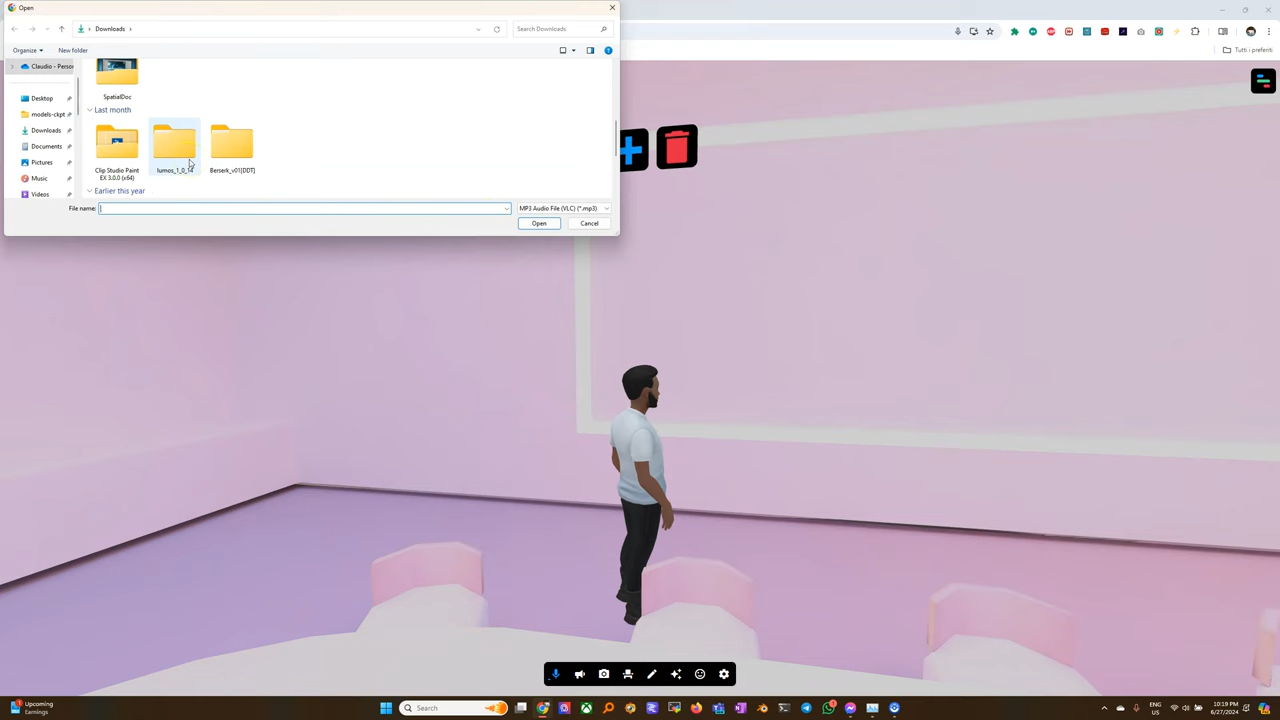 Open
Downloads
Search Downloads
Organize
New folder
Claudio - Person
Desktop
models-ckpt
Downloads
Documents
Pictures
Music
Videos
SpatialDoc
Last month
Clip Studio Paint
EX 3.0.0 (x64)
lumos_1_0_14
Berserk_v01[DDT]
Earlier this year
File name:
MP3 Audio File (VLC) (*.mp3)
Open
Cancel
Tutti i preferiti
Upcoming
Earnings
Search
ENG
US
10:19 PM
6/27/2024